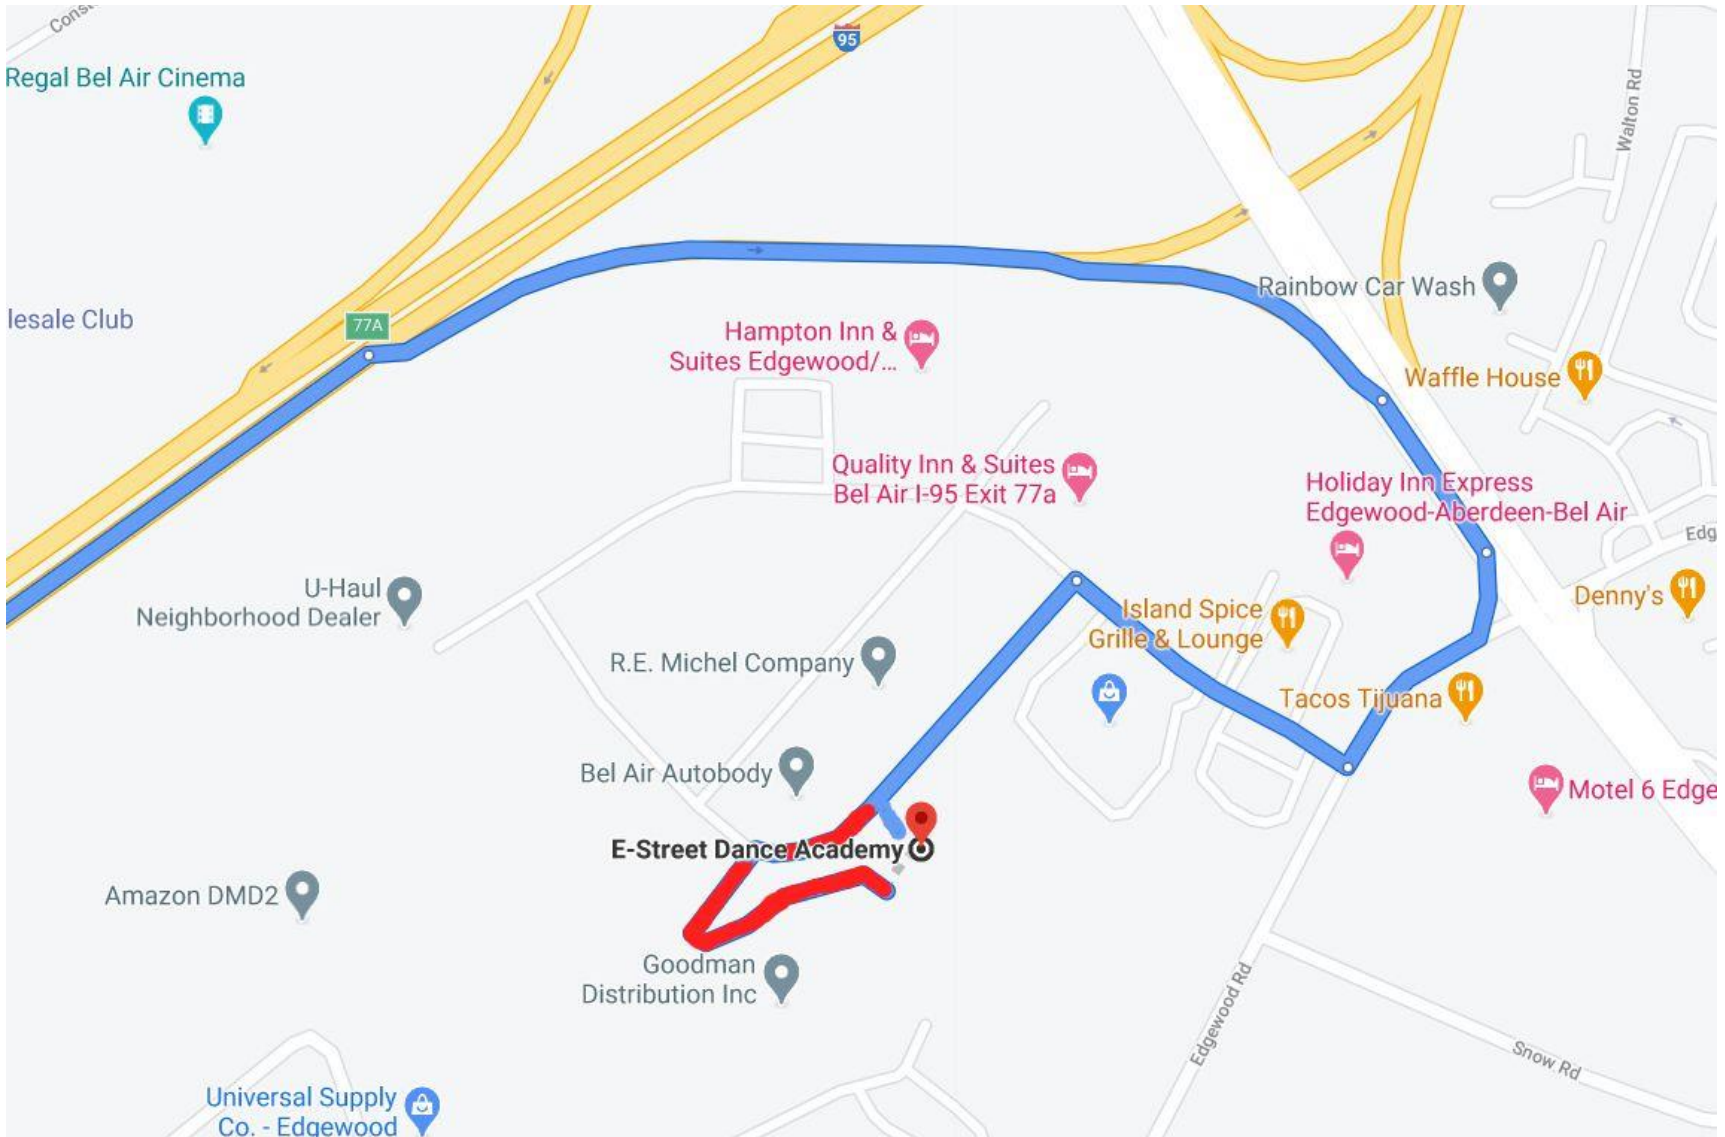 Cons
95
Regal Bel Air Cinema
Walton Rd
Rainbow Car Wash
lesale Club
77A
Hampton Inn &
Suites Edgewood/...
Waffle House
Quality Inn & Suites
Bel Air I-95 Exit 77a
Holiday Inn Express
Edgewood-Aberdeen-Bel Air
Edg
U-Haul
Neighborhood Dealer
Denny's
Island Spice
Grille & Lounge
R.E. Michel Company
Tacos Tijuana
Bel Air Autobody
Motel 6 Edge
E-Street Dance Academy
Amazon DMD2
Goodman
Distribution Inc
Edgewood Rd
Snow Rd
Universal Supply
Co. - Edgewood